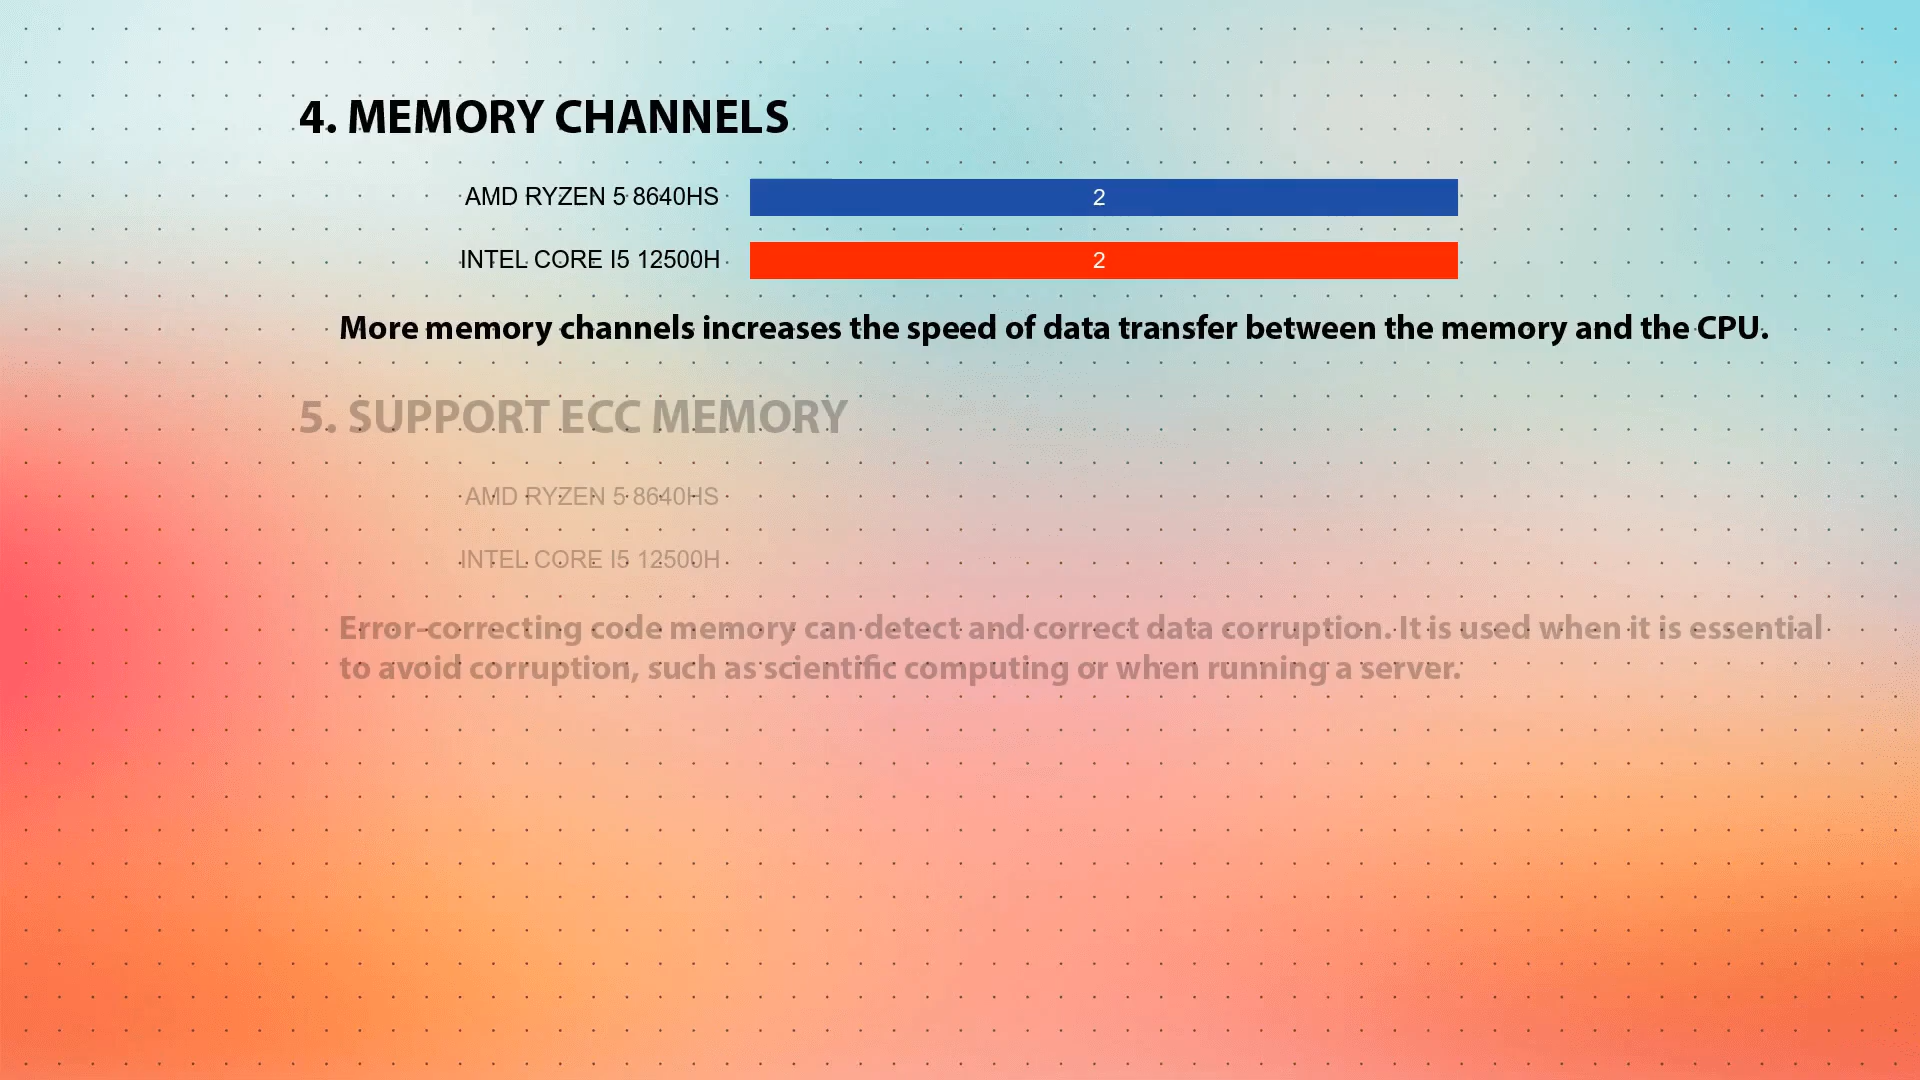 4. MEMORY CHANNELS
AMD RYZEN 5 8640HS
2
INTEL CORE I5 12500H
2
More memory channels increases the speed of data transfer between the memory and the CPU.
5. SUPPORT ECC MEMORY
AMD RYZEN 5 8640HS
INTEL CORE I5 12500H
Error-correcting code memory can detect and correct data corruption. It is used when it is essential
to avoid corruption, such as scientific computing or when running a server.